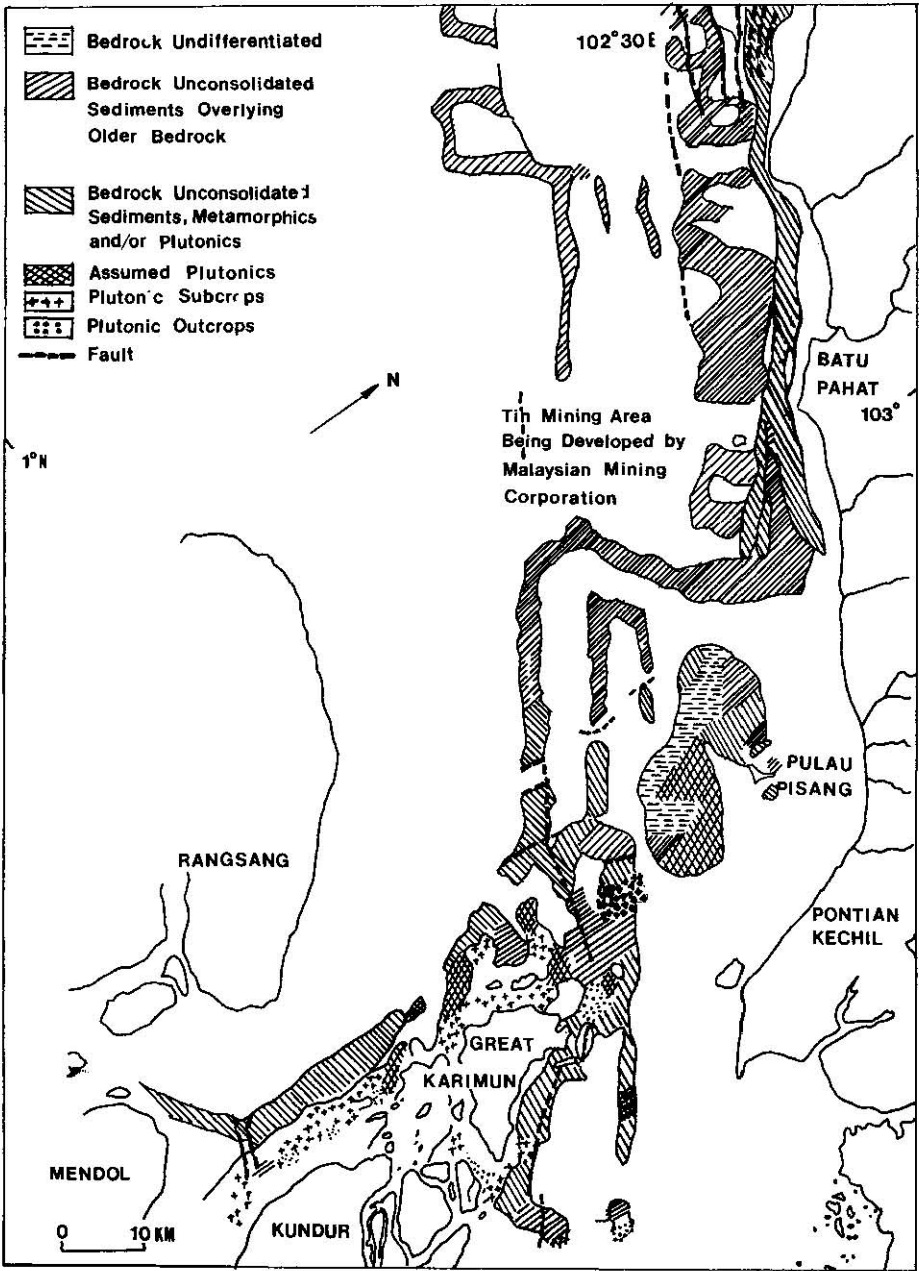 Bedrock Undifferentiated
Bedrock Unconsolidated
Sediments Overlying
Older Bedrock
Bedrock Unconsolidated
Sediments, Metamorphics
and/or Plutonics
Assumed Plutonics
Plutonic Subcrops
Plutonic Outcrops
Fault
102°30E
N
BATU
PAHAT
103°
1°N
Tin Mining Area
Being Developed by
Malaysian Mining
Corporation
PULAU
PISANG
RANGSANG
PONTIAN
KECHIL
GREAT
KARIMUN
MENDOL
KUNDUR
0 10 KM